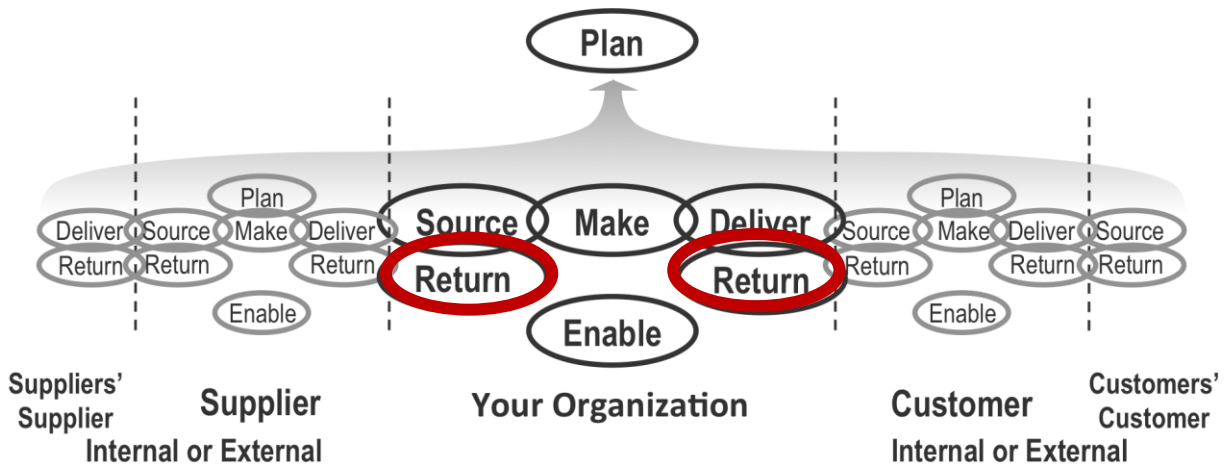 Plan
Plan
Plan
Deliver Source Make Deliver Source Make Deliver Source Make Deliver Source
Return Return Return Return Return Return Return Return
Enable Enable Enable
Suppliers’
Supplier
Supplier
Internal or External
Your Organization
Customer
Internal or External
Customers’
Customer